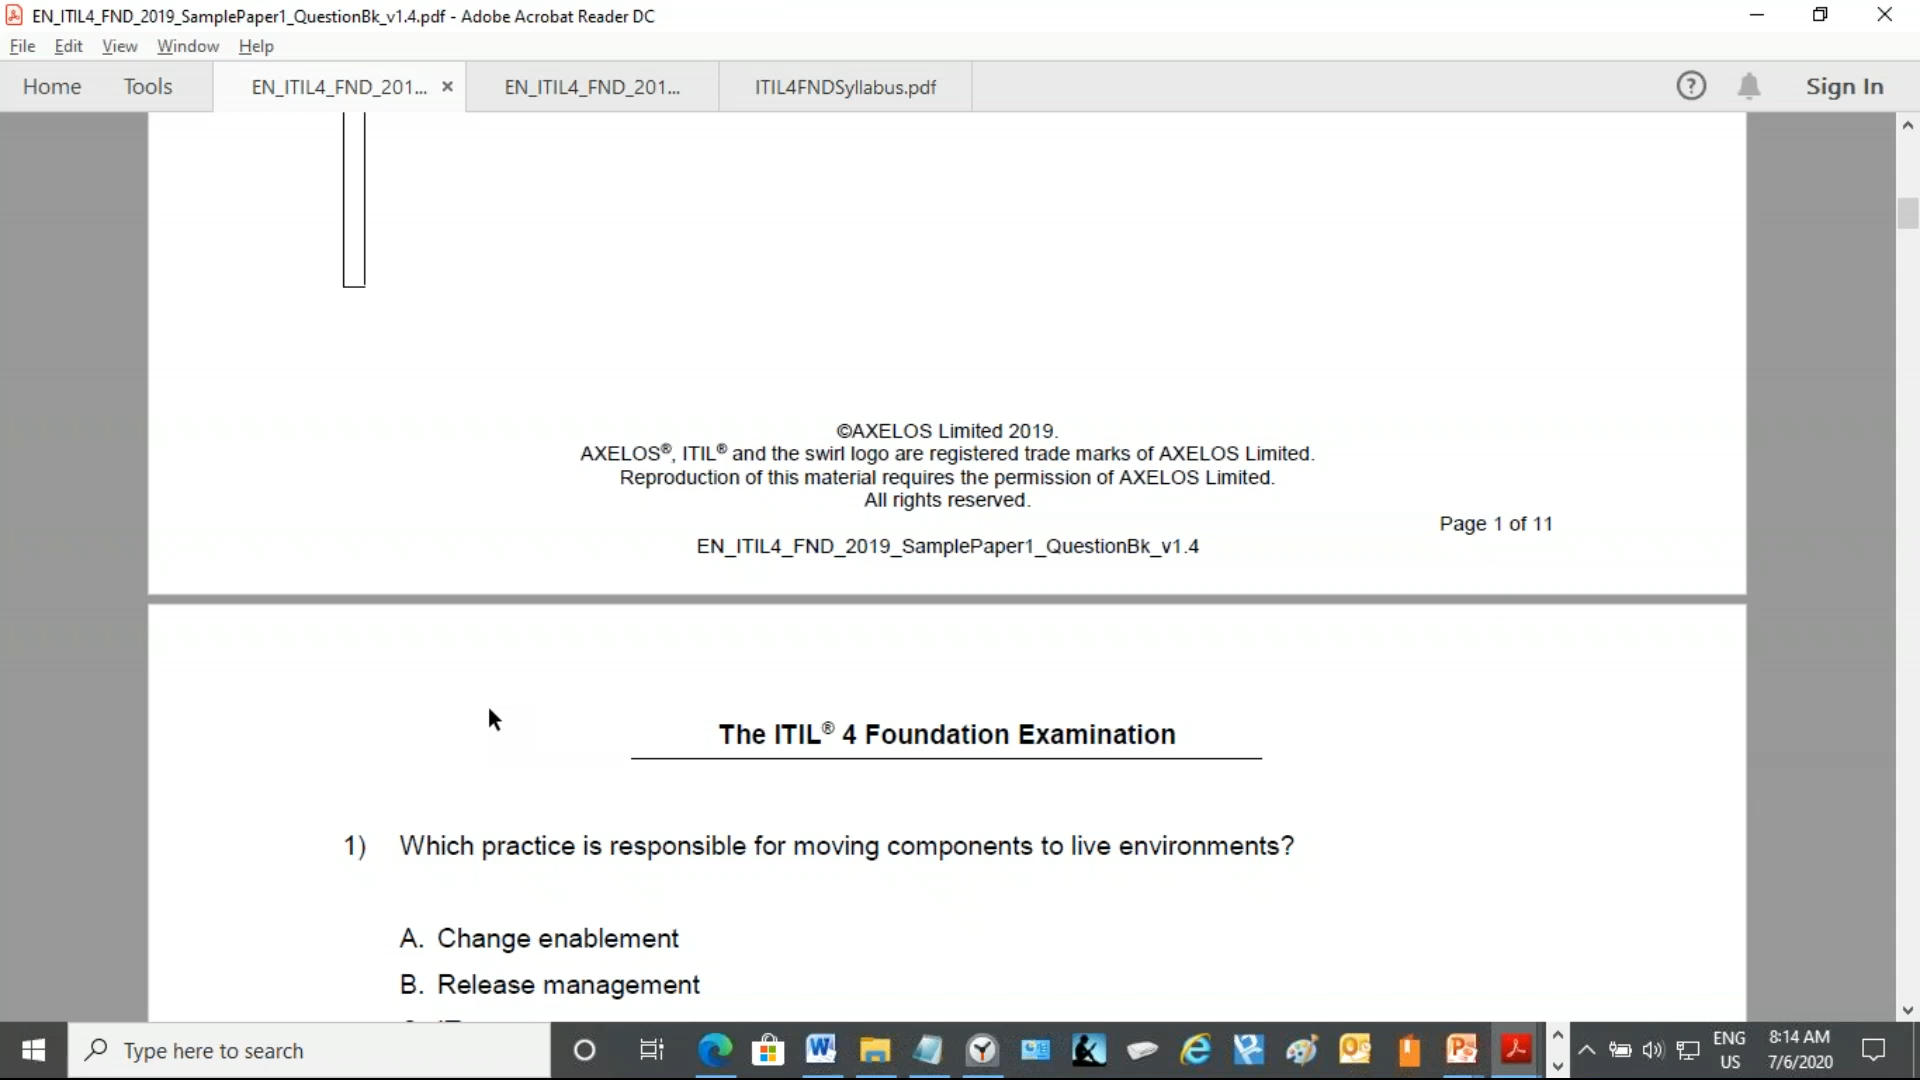 EN_ITIL4_FND_2019_SamplePaper1_QuestionBk_v1.4.pdf - Adobe Acrobat Reader DC
File Edit View Window Help
Home Tools EN_ITIL4_FND_201... × EN_ITIL4_FND_201... ITIL4FNDSyllabus.pdf Sign In
©AXELOS Limited 2019.
AXELOS®, ITIL® and the swirl logo are registered trade marks of AXELOS Limited.
Reproduction of this material requires the permission of AXELOS Limited.
All rights reserved.
Page 1 of 11
EN_ITIL4_FND_2019_SamplePaper1_QuestionBk_v1.4
The ITIL® 4 Foundation Examination
1) Which practice is responsible for moving components to live environments?
A. Change enablement
B. Release management
Type here to search
ENG 8:14 AM
US 7/6/2020